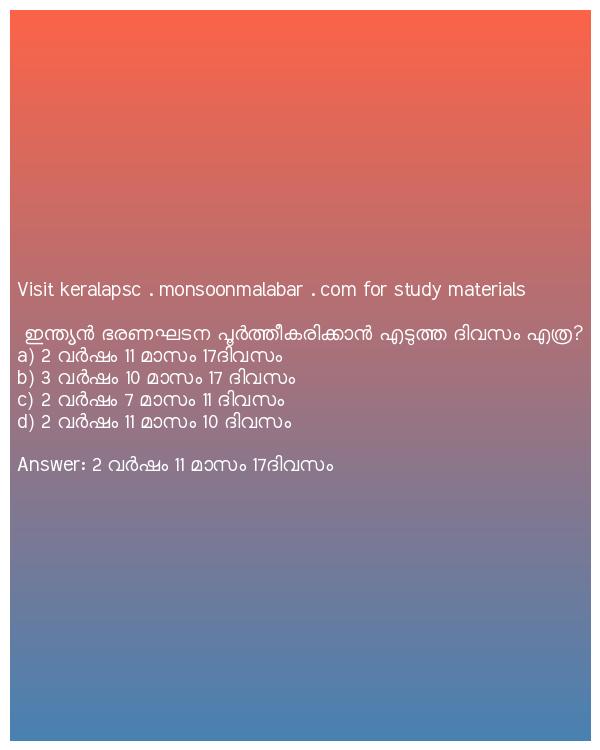 Visit keralapsc . monsoonmalabar . com for study materials
ഇന്ത്യൻ ഭരണഘടന പൂർത്തീകരിക്കാൻ എടുത്ത ദിവസം എത്ര?
a) 2 വർഷം 11 മാസം 17ദിവസം
b) 3 വർഷം 10 മാസം 17 ദിവസം
c) 2 വർഷം 7 മാസം 11 ദിവസം
d) 2 വർഷം 11 മാസം 10 ദിവസം
Answer: 2 വർഷം 11 മാസം 17ദിവസം